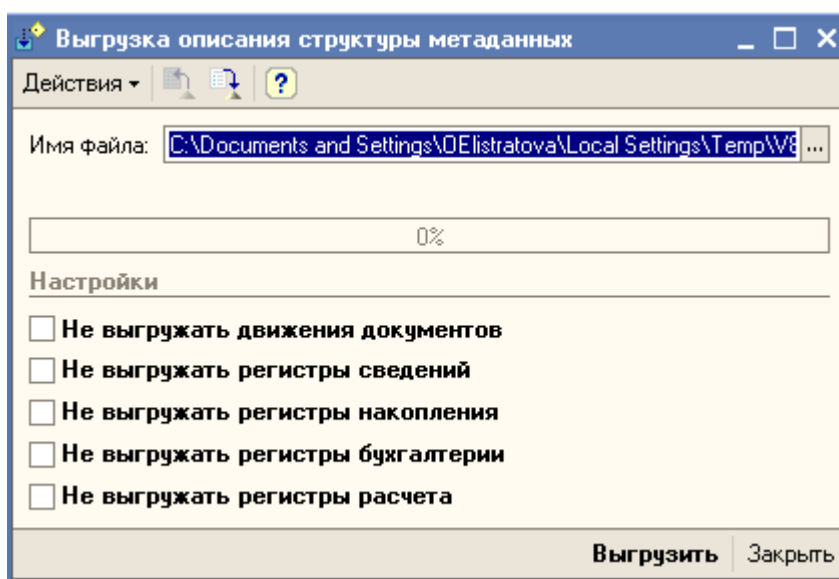 Выгрузка описания структуры метаданных
Действия
Имя файла: C:\Documents and Settings\OElistratova\Local Settings\Temp\V8 ...
0%
Настройки
Не выгружать движения документов
Не выгружать регистры сведений
Не выгружать регистры накопления
Не выгружать регистры бухгалтерии
Не выгружать регистры расчета
Выгрузить Закрыть